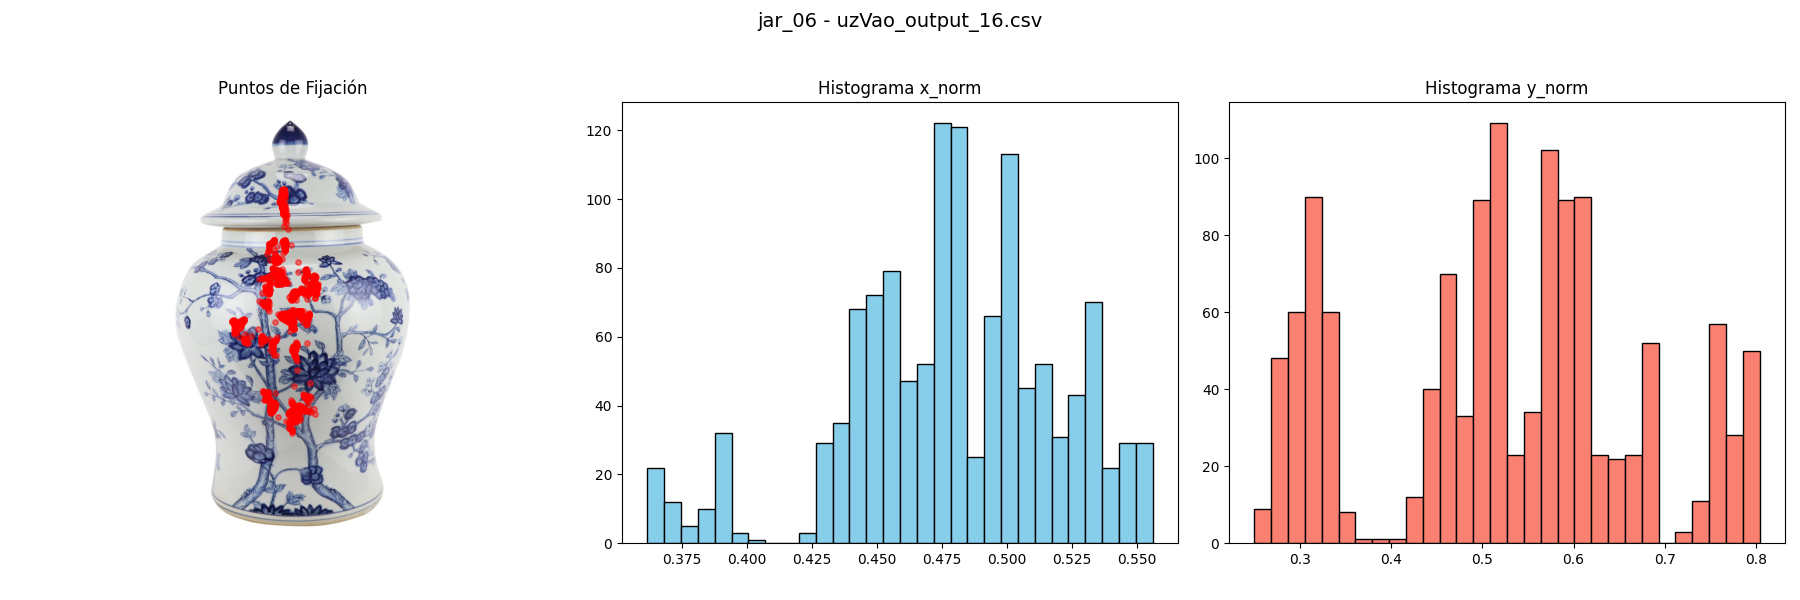 jar_06 - uzVao_output_16.csv
Puntos de Fijación
Histograma x_norm
Histograma y_norm
120
100
80
60
40
20
0
0.375 0.400 0.425 0.450 0.475 0.500 0.525 0.550
100
80
60
40
20
0
0.3 0.4 0.5 0.6 0.7 0.8